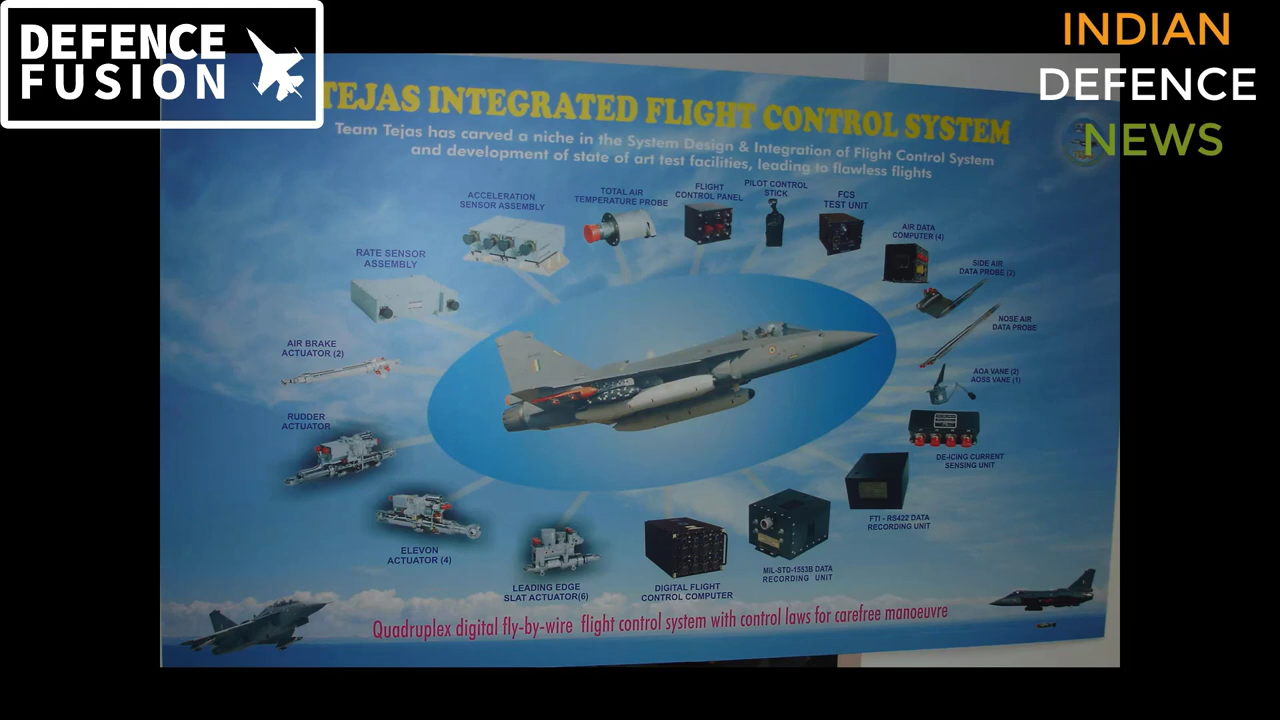 DEFENCE
FUSION
INDIAN
DEFENCE
NEWS
TEJAS INTEGRATED FLIGHT CONTROL SYSTEM
Team Tejas has carved a niche in the System Design & Integration of Flight Control System
and development of state of art test facilities, leading to flawless flights
ACCELERATION
SENSOR ASSEMBLY
TOTAL AIR
TEMPERATURE PROBE
FLIGHT
CONTROL PANEL
PILOT CONTROL
STICK
FCS
TEST UNIT
AIR DATA
COMPUTER (4)
SIDE AIR
DATA PROBE (2)
NOSE AIR
DATA PROBE
AOA VANE (2)
AOSS VANE (1)
DE-ICING CURRENT
SENSING UNIT
FTI - RS422 DATA
RECORDING UNIT
MIL-STD-1553B DATA
RECORDING UNIT
DIGITAL FLIGHT
CONTROL COMPUTER
LEADING EDGE
SLAT ACTUATOR(6)
ELEVON
ACTUATOR (4)
RUDDER
ACTUATOR
AIR BRAKE
ACTUATOR (2)
RATE SENSOR
ASSEMBLY
Quadruplex digital fly-by-wire flight control system with control laws for carefree manoeuvre